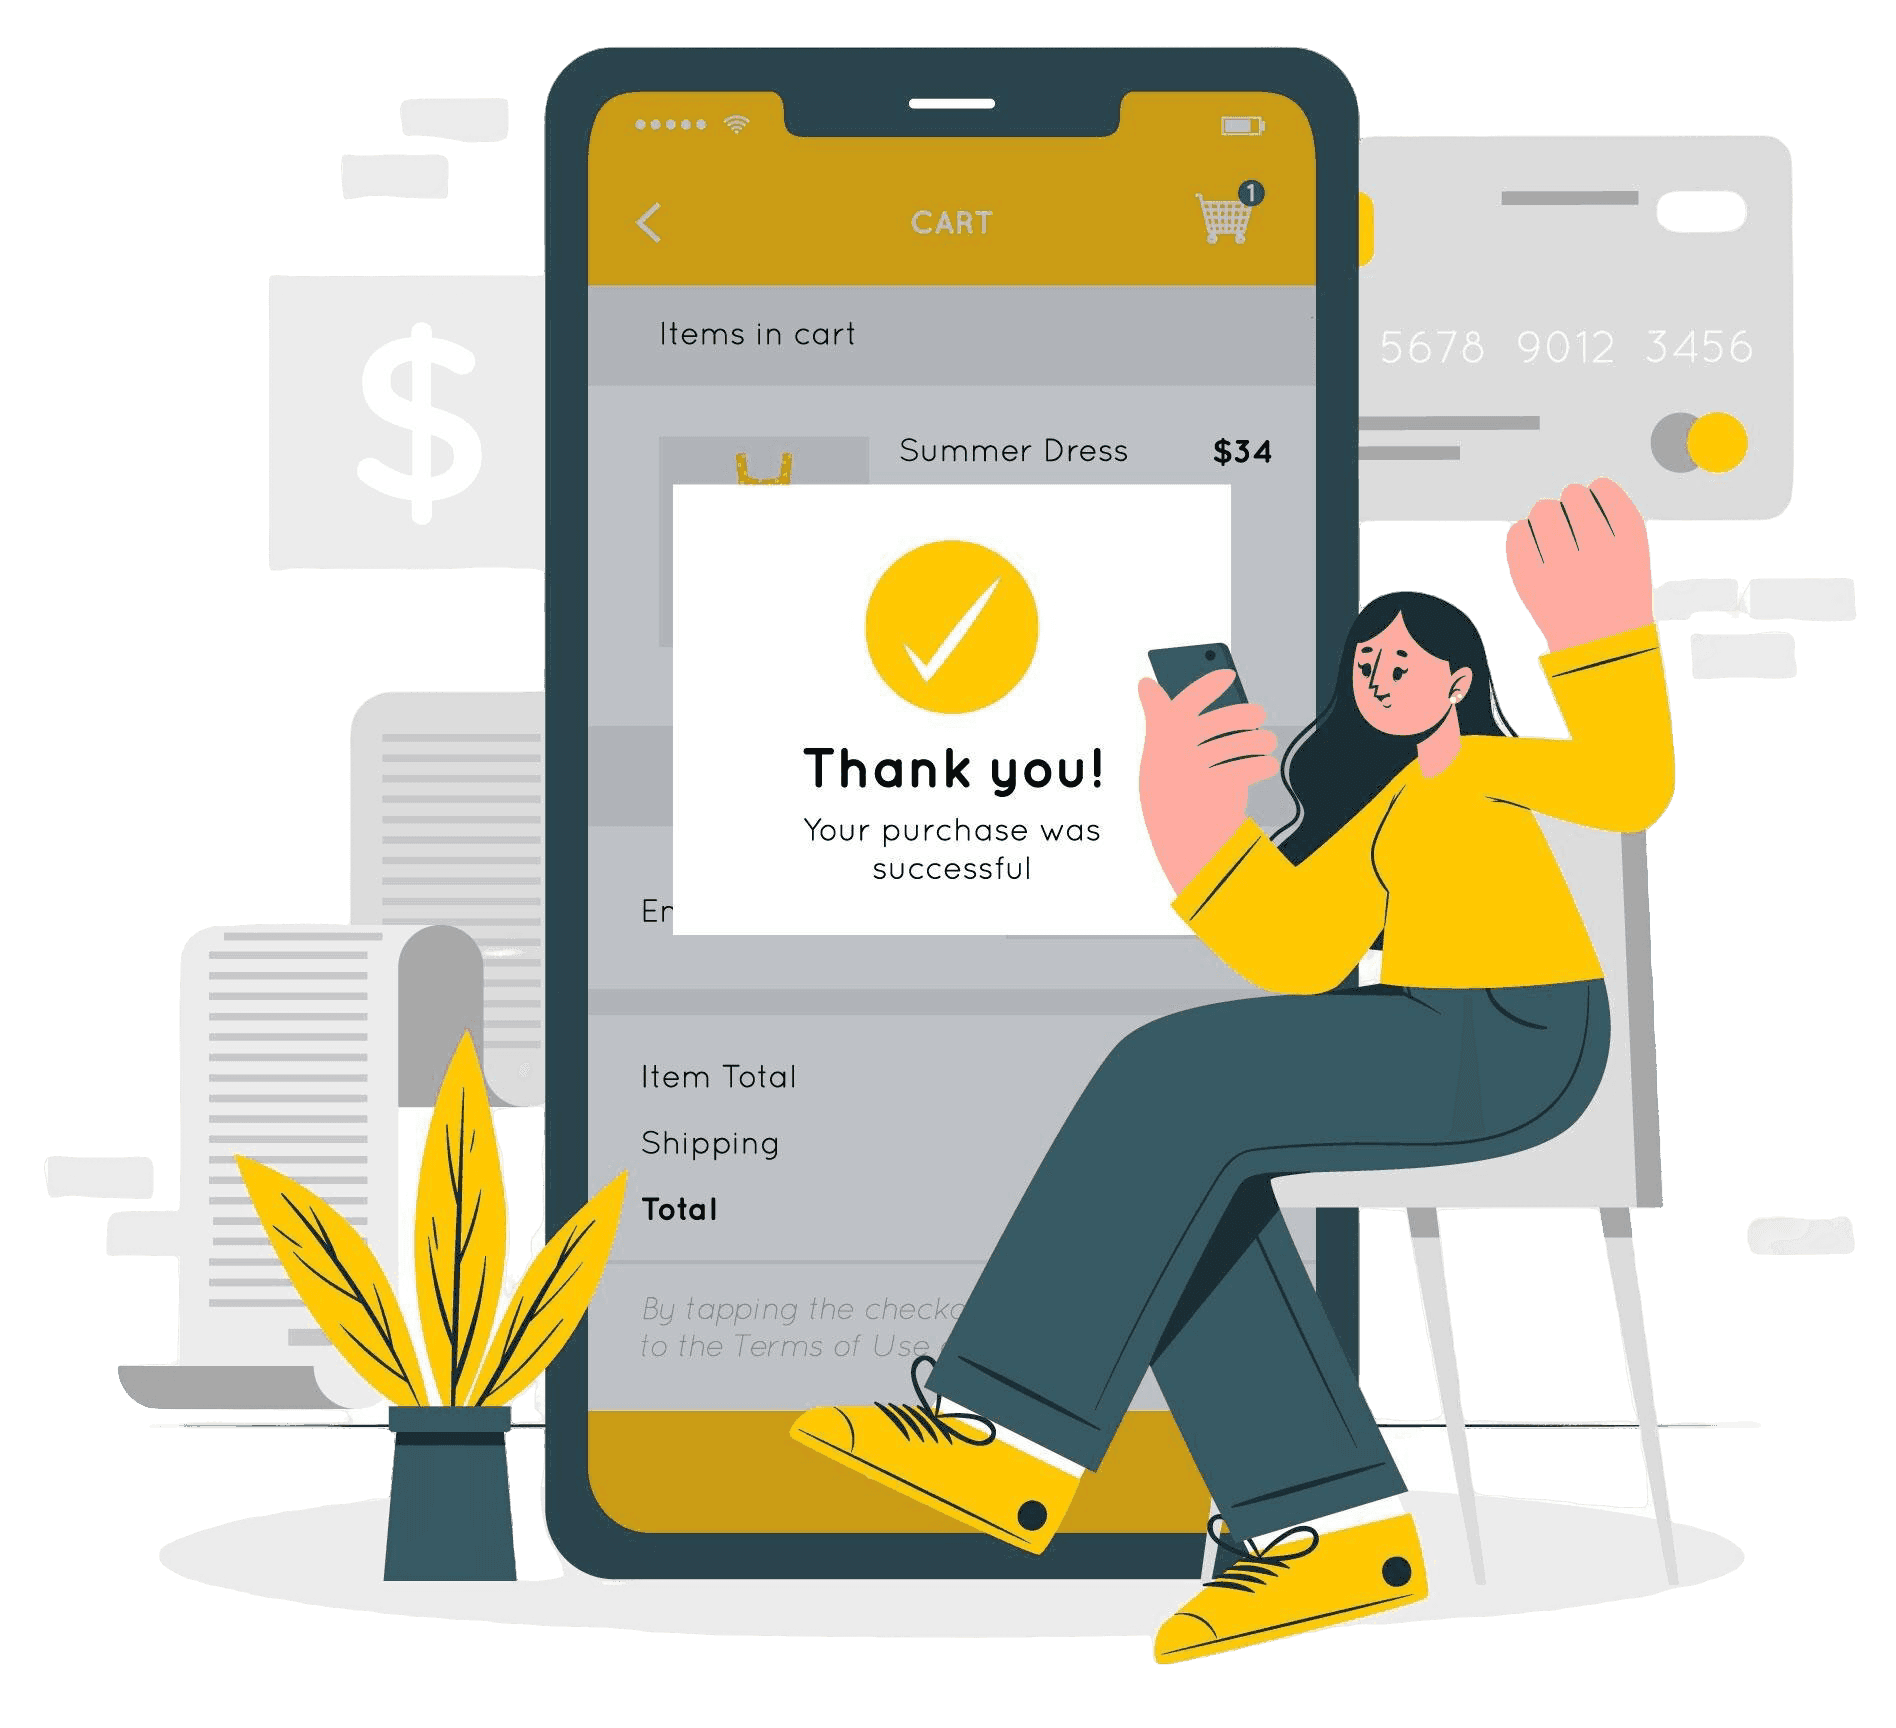 CART
1
Items in cart
Summer Dress $34
$
5678 9012 3456
Thank you!
Your purchase was
successful
Item Total
Shipping
Total
By tapping the
to the Terms of Use